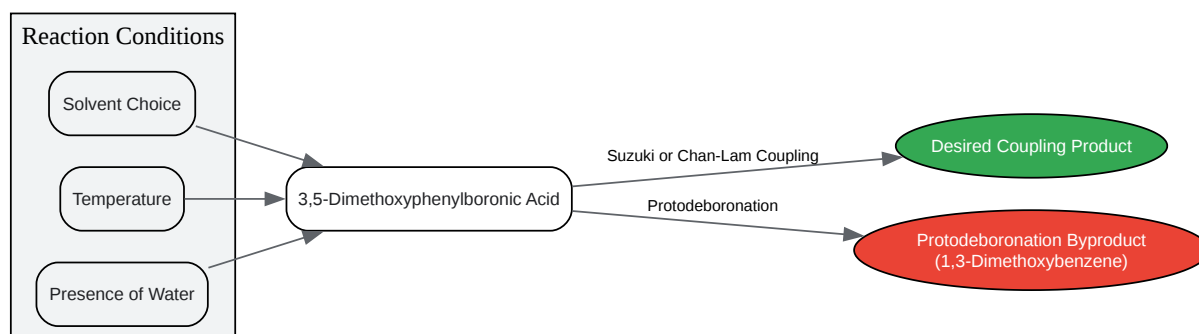 Reaction Conditions
Solvent Choice
Temperature
Presence of Water
3,5-Dimethoxyphenylboronic Acid
Suzuki or Chan-Lam Coupling
Protodeboronation
Desired Coupling Product
Protodeboronation Byproduct
(1,3-Dimethoxybenzene)